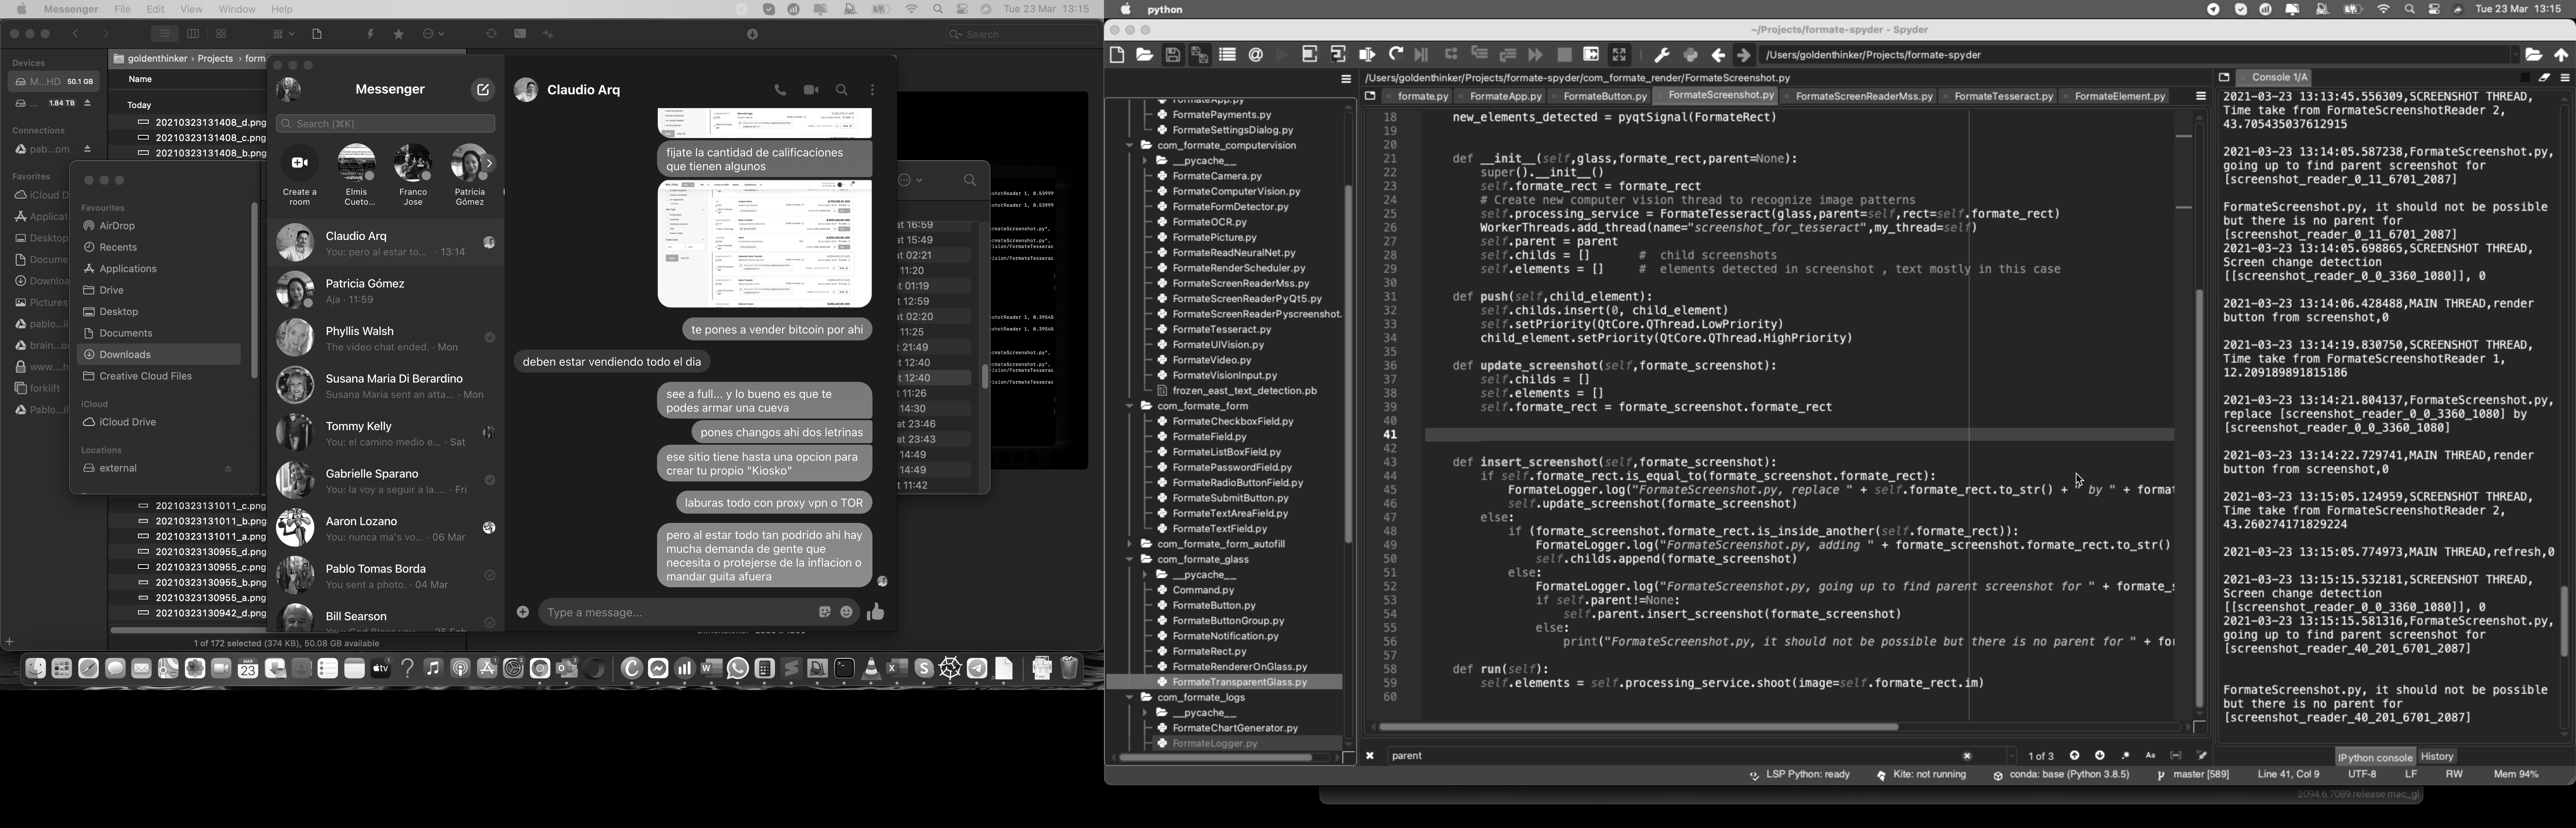 Messenger File Edit View Window Help
Tue 23 Mar 13:15
Search
Devices
M...HD 50.1 GB
... 1.84 TB
Connections
pab...om
Favorites
iCloud D
Applicat
Desktop
Docume
Downloa
Pictures
pablo...il
brain...o
www....h
forklift
Pablo...il
goldenthinker › Projects › form
Name
Today
20210323131408_d.png
20210323131408_c.png
20210323131408_b.png
Favourites
AirDrop
Recents
Applications
Drive
Desktop
Documents
Downloads
Creative Cloud Files
iCloud
iCloud Drive
Locations
external
20210323131011_c.png
20210323131011_b.png
20210323131011_a.png
20210323130955_d.png
20210323130955_c.png
20210323130955_b.png
20210323130955_a.png
20210323130942_d.png
1 of 172 selected (374 KB), 50.08 GB available
Messenger
Search (⌘K)
Create a room
Elmis Cueto...
Franco Jose
Patricia Gómez
Claudio Arq
You: pero al estar to... · 13:14
Patricia Gómez
Aja · 11:59
Phyllis Walsh
The video chat ended. · Mon
Susana Maria Di Berardino
Susana Maria sent an atta... · Mon
Tommy Kelly
You: el camino medio e... · Sat
Gabrielle Sparano
You: la voy a seguir a la.... · Fri
Aaron Lozano
You: nunca ma's vo... · 06 Mar
Pablo Tomas Borda
You sent a photo. · 04 Mar
Bill Searson
Claudio Arq
fijate la cantidad de calificaciones
que tienen algunos
te pones a vender bitcoin por ahi
deben estar vendiendo todo el dia
see a full... y lo bueno es que te
podes armar una cueva
pones changos ahi dos letrinas
ese sitio tiene hasta una opcion para
crear tu propio "Kiosko"
laburas todo con proxy vpn o TOR
pero al estar todo tan podrido ahi hay
mucha demanda de gente que
necesita o protejerse de la inflacion o
mandar guita afuera
Type a message...
at 16:59
at 15:49
at 02:21
11:20
at 01:19
t 12:59
at 02:20
11:25
t 21:49
t 12:40
t 12:40
t 11:26
14:30
at 23:46
at 23:43
14:49
14:49
t 11:42
python
Tue 23 Mar 13:15
~/Projects/formate-spyder - Spyder
/Users/goldenthinker/Projects/formate-spyder
FormateApp.py
FormatePayments.py
FormateSettingsDialog.py
com_formate_computervision
__pycache__
FormateCamera.py
FormateComputerVision.py
FormateFormDetector.py
FormateOCR.py
FormatePicture.py
FormateReadNeuralNet.py
FormateRenderScheduler.py
FormateScreenReaderMss.py
FormateScreenReaderPyQt5.py
FormateScreenReaderPyscreenshot.
FormateTesseract.py
FormateUIVision.py
FormateVideo.py
FormateVisionInput.py
frozen_east_text_detection.pb
com_formate_form
FormateCheckboxField.py
FormateField.py
FormateListBoxField.py
FormatePasswordField.py
FormateRadioButtonField.py
FormateSubmitButton.py
FormateTextAreaField.py
FormateTextField.py
com_formate_form_autofill
com_formate_glass
__pycache__
Command.py
FormateButton.py
FormateButtonGroup.py
FormateNotification.py
FormateRect.py
FormateRendererOnGlass.py
FormateTransparentGlass.py
com_formate_logs
__pycache__
FormateChartGenerator.py
FormateLogger.py
/Users/goldenthinker/Projects/formate-spyder/com_formate_render/FormateScreenshot.py
formate.py FormateApp.py FormateButton.py FormateScreenshot.py FormateScreenReaderMss.py FormateTesseract.py FormateElement.py
18 new_elements_detected = pyqtSignal(FormateRect)
19
20
21 def __init__(self,glass,formate_rect,parent=None):
22 super().__init__()
23 self.formate_rect = formate_rect
24 # Create new computer vision thread to recognize image patterns
25 self.processing_service = FormateTesseract(glass,parent=self,rect=self.formate_rect)
26 WorkerThreads.add_thread(name="screenshot_for_tesseract",my_thread=self)
27 self.parent = parent
28 self.childs = [] # child screenshots
29 self.elements = [] # elements detected in screenshot , text mostly in this case
30
31 def push(self,child_element):
32 self.childs.insert(0, child_element)
33 self.setPriority(QtCore.QThread.LowPriority)
34 child_element.setPriority(QtCore.QThread.HighPriority)
35
36 def update_screenshot(self,formate_screenshot):
37 self.childs = []
38 self.elements = []
39 self.formate_rect = formate_screenshot.formate_rect
40
41
42
43 def insert_screenshot(self,formate_screenshot):
44 if self.formate_rect.is_equal_to(formate_screenshot.formate_rect):
45 FormateLogger.log("FormateScreenshot.py, replace " + self.formate_rect.to_str() + " by " + format
46 self.update_screenshot(formate_screenshot)
47 else:
48 if (formate_screenshot.formate_rect.is_inside_another(self.formate_rect)):
49 FormateLogger.log("FormateScreenshot.py, adding " + formate_screenshot.formate_rect.to_str()
50 self.childs.append(formate_screenshot)
51 else:
52 FormateLogger.log("FormateScreenshot.py, going up to find parent screenshot for " + formate_s
53 if self.parent!=None:
54 self.parent.insert_screenshot(formate_screenshot)
55 else:
56 print("FormateScreenshot.py, it should not be possible but there is no parent for " + for
57
58 def run(self):
59 self.elements = self.processing_service.shoot(image=self.formate_rect.im)
60
parent
1 of 3
Console 1/A
2021-03-23 13:13:45.556309,SCREENSHOT THREAD,
Time take from FormateScreenshotReader 2,
43.705435037612915
2021-03-23 13:14:05.587238,FormateScreenshot.py,
going up to find parent screenshot for
[screenshot_reader_0_11_6701_2087]
FormateScreenshot.py, it should not be possible
but there is no parent for
[screenshot_reader_0_11_6701_2087]
2021-03-23 13:14:05.698865,SCREENSHOT THREAD,
Screen change detection
[[screenshot_reader_0_0_3360_1080]], 0
2021-03-23 13:14:06.428488,MAIN THREAD,render
button from screenshot,0
2021-03-23 13:14:19.830750,SCREENSHOT THREAD,
Time take from FormateScreenshotReader 1,
12.209189891815186
2021-03-23 13:14:21.804137,FormateScreenshot.py,
replace [screenshot_reader_0_0_3360_1080] by
[screenshot_reader_0_0_3360_1080]
2021-03-23 13:14:22.729741,MAIN THREAD,render
button from screenshot,0
2021-03-23 13:15:05.124959,SCREENSHOT THREAD,
Time take from FormateScreenshotReader 2,
43.260274171829224
2021-03-23 13:15:05.774973,MAIN THREAD,refresh,0
2021-03-23 13:15:15.532181,SCREENSHOT THREAD,
Screen change detection
[[screenshot_reader_0_0_3360_1080]], 0
2021-03-23 13:15:15.581316,FormateScreenshot.py,
going up to find parent screenshot for
[screenshot_reader_40_201_6701_2087]
FormateScreenshot.py, it should not be possible
but there is no parent for
[screenshot_reader_40_201_6701_2087]
IPython console History
LSP Python: ready Kite: not running conda: base (Python 3.8.5) master [589] Line 41, Col 9 UTF-8 LF RW Mem 94%
2094.6.7089 release mac_gl